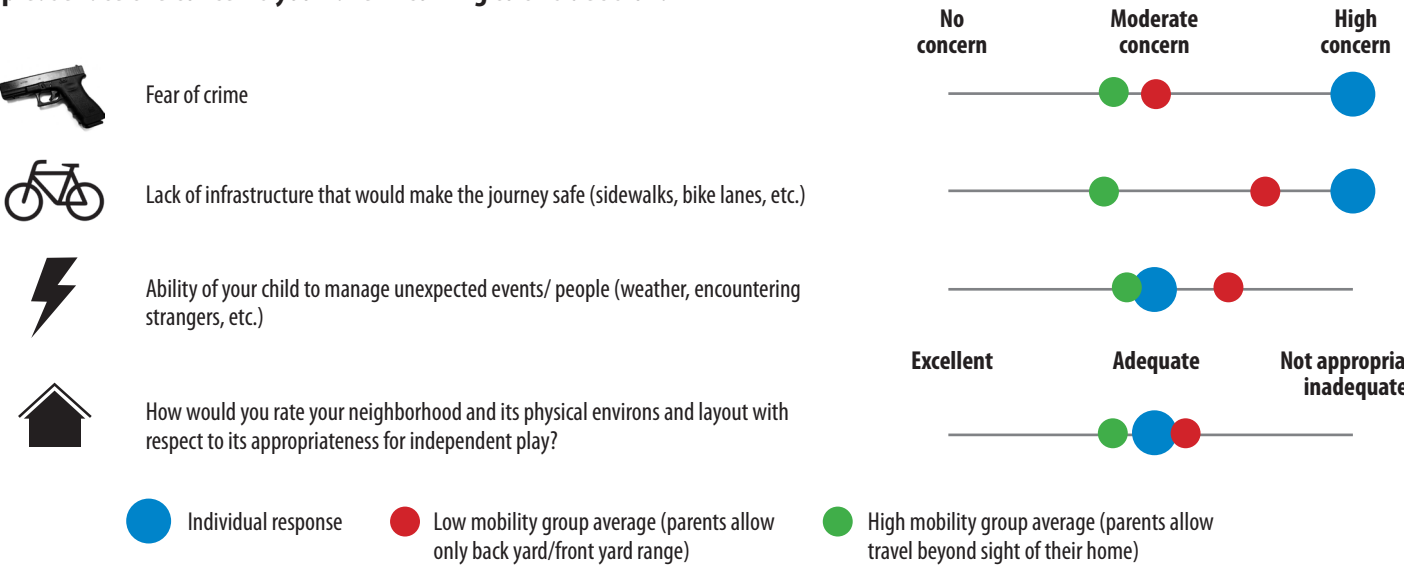 No
concern
Moderate
concern
High
concern
Fear of crime
Lack of infrastructure that would make the journey safe (sidewalks, bike lanes, etc.)
Ability of your child to manage unexpected events/ people (weather, encountering
strangers, etc.)
Excellent
Adequate
Not appropria
inadequate
How would you rate your neighborhood and its physical environs and layout with
respect to its appropriateness for independent play?
Individual response
Low mobility group average (parents allow
only back yard/front yard range)
High mobility group average (parents allow
travel beyond sight of their home)